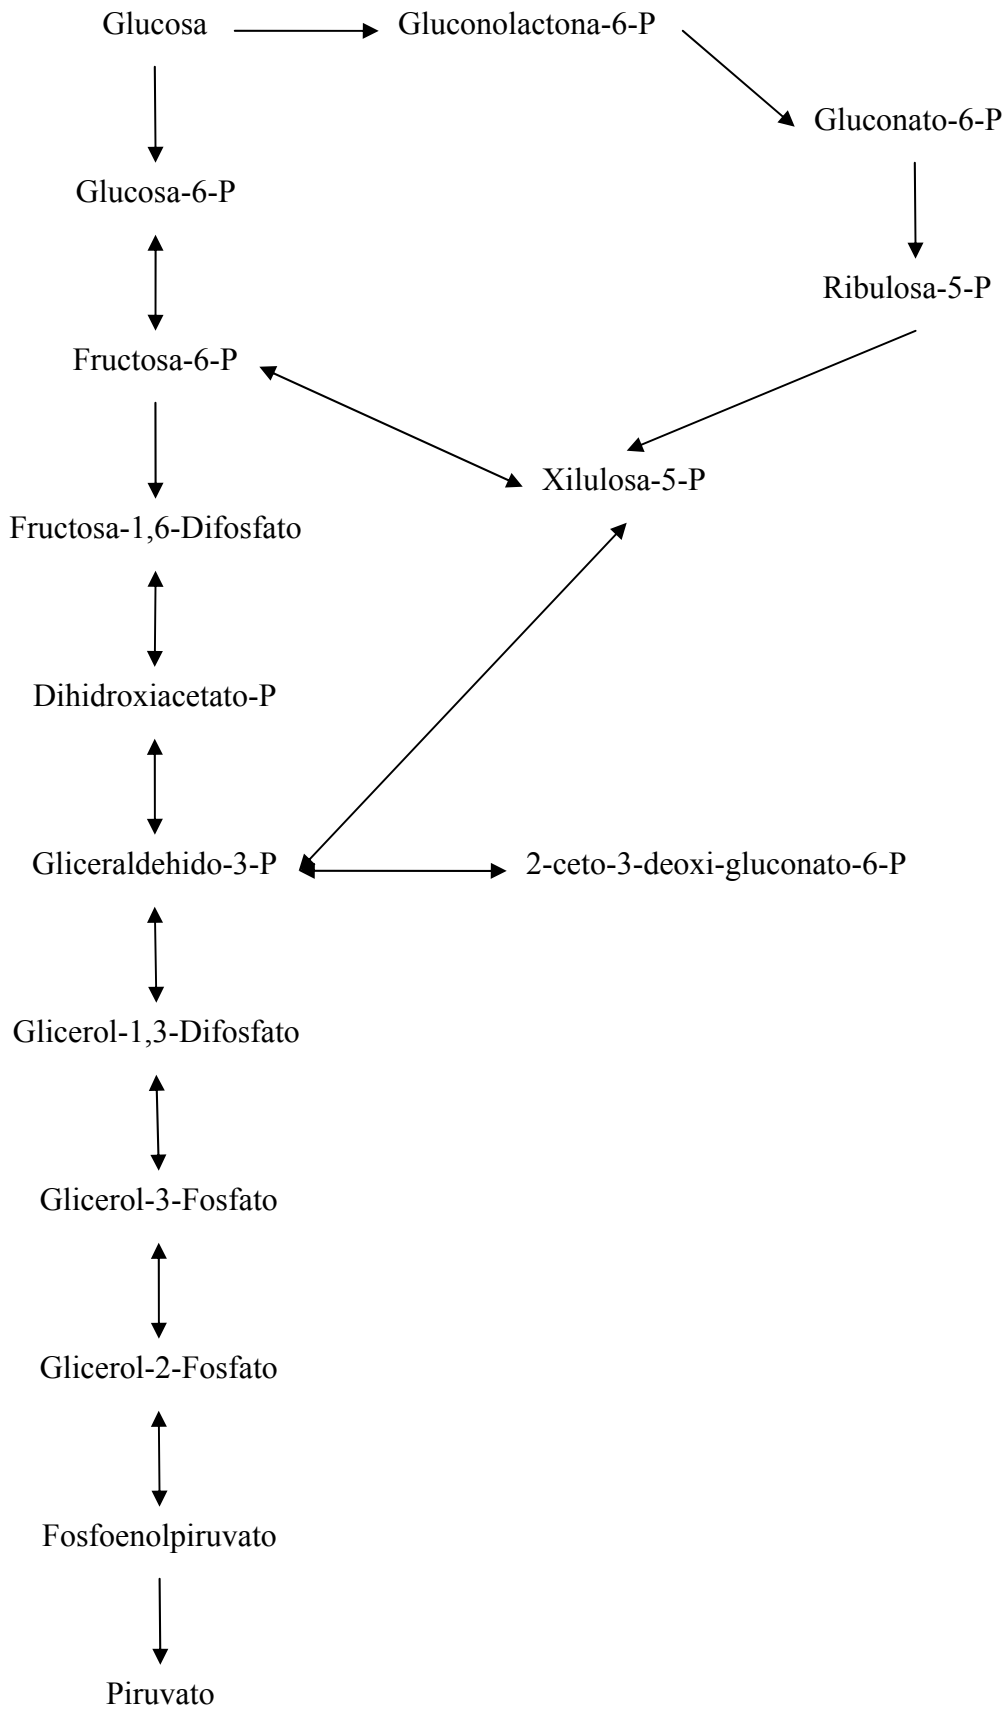 Glucosa
Gluconolactona-6-P
Gluconato-6-P
Glucosa-6-P
Ribulosa-5-P
Fructosa-6-P
Xilulosa-5-P
Fructosa-1,6-Difosfato
Dihidroxiacetato-P
Gliceraldehido-3-P
2-ceto-3-deoxi-gluconato-6-P
Glicerol-1,3-Difosfato
Glicerol-3-Fosfato
Glicerol-2-Fosfato
Fosfoenolpiruvato
Piruvato